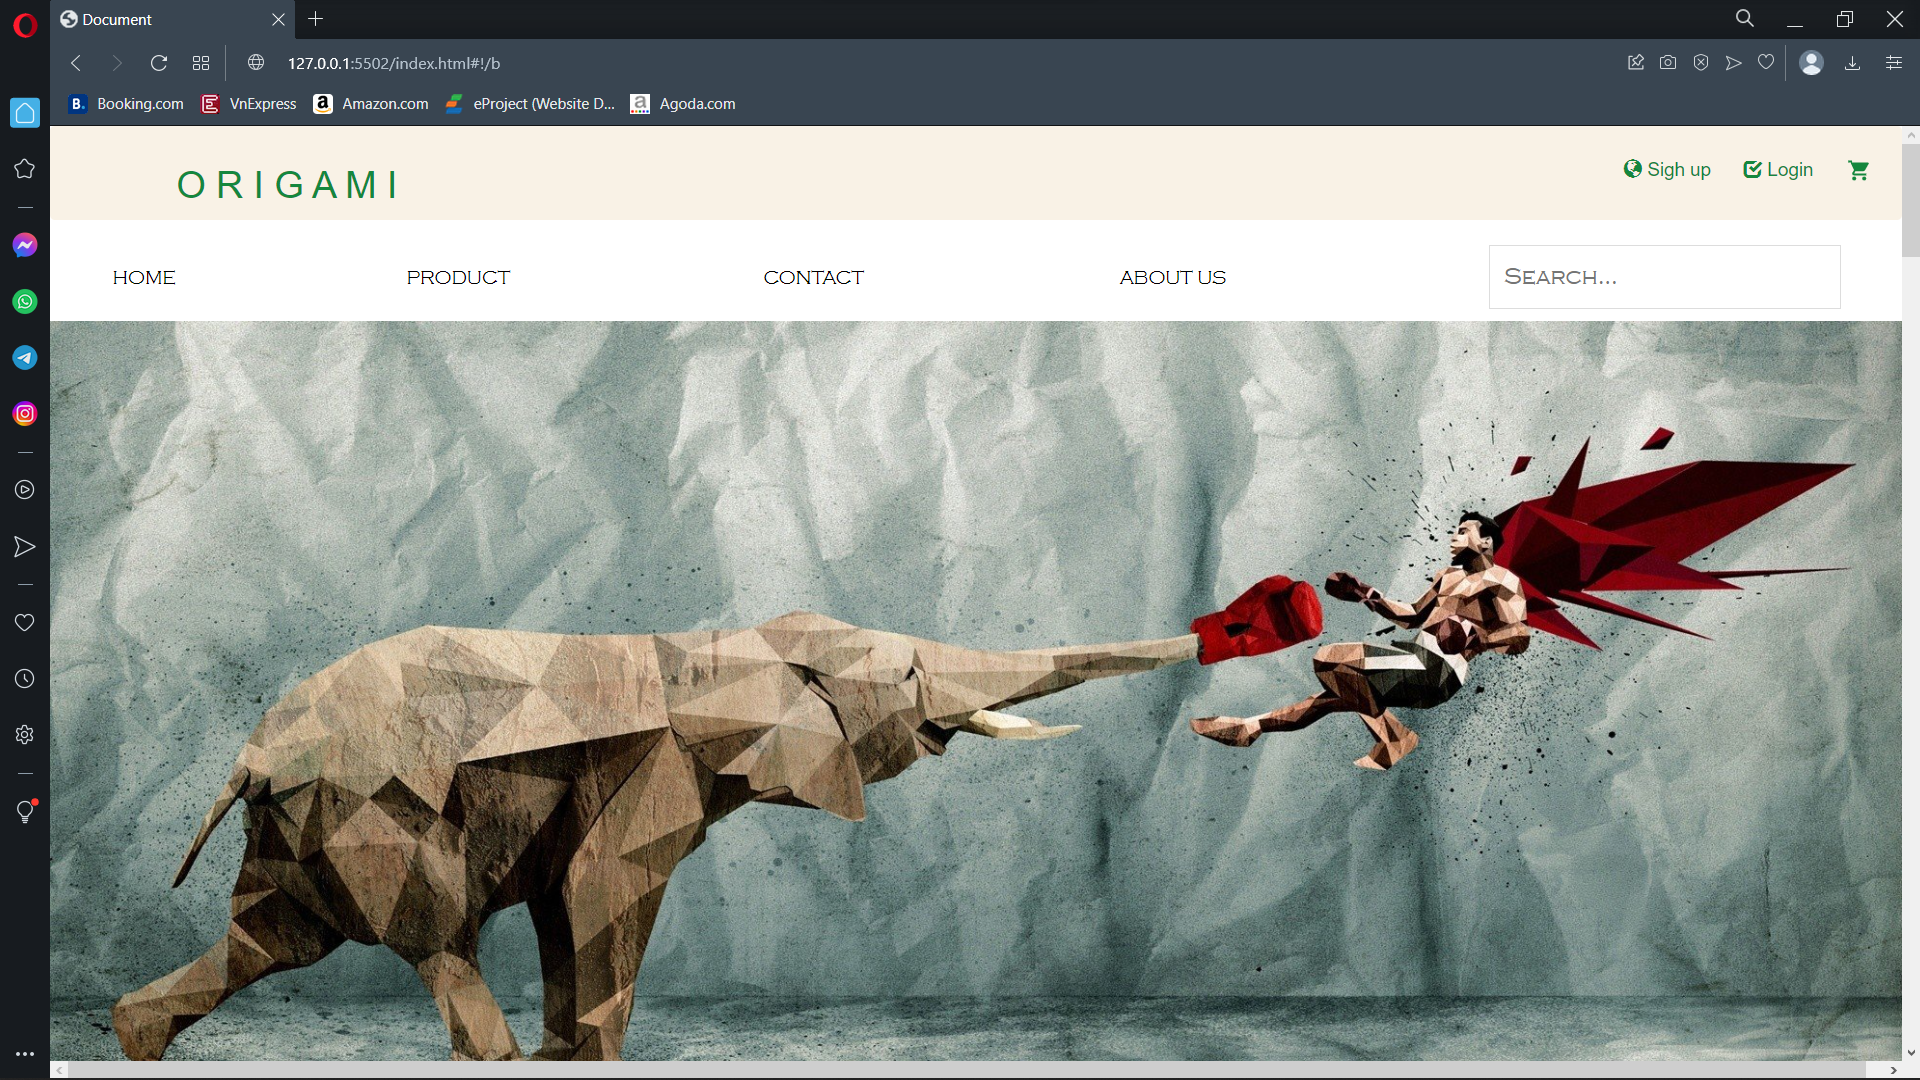 Document
127.0.0.1:5502/index.html#!/b
Booking.com VnExpress Amazon.com eProject (Website D... Agoda.com
ORIGAMI
Sigh up Login
HOME PRODUCT CONTACT ABOUT US Search...